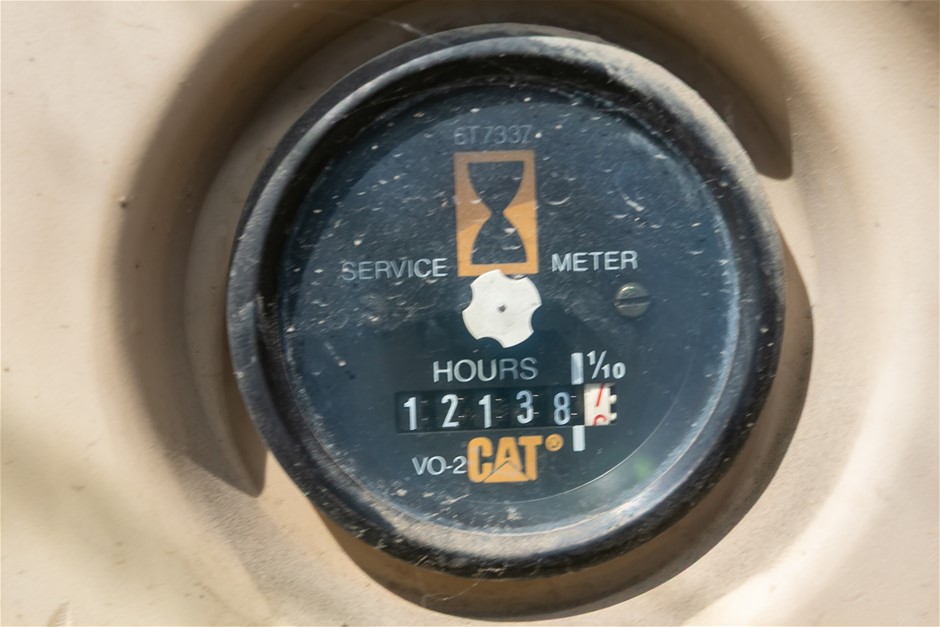 6T7337
SERVICE METER
HOURS 1/10
12138
VO-2 CAT®